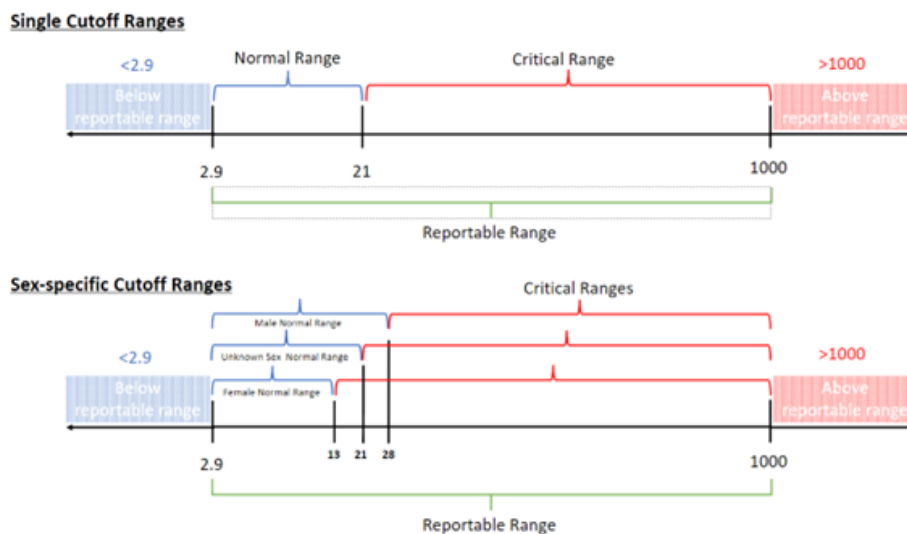 Single Cutoff Ranges
<2.9
Normal Range
Critical Range
>1000
Below
reportable range
Above
reportable range
2.9
21
1000
Reportable Range
Sex-specific Cutoff Ranges
Critical Ranges
Male Normal Range
<2.9
Unknown Sex Normal Range
>1000
Below
reportable range
Female Normal Range
Above
reportable range
2.9
13
21
28
1000
Reportable Range